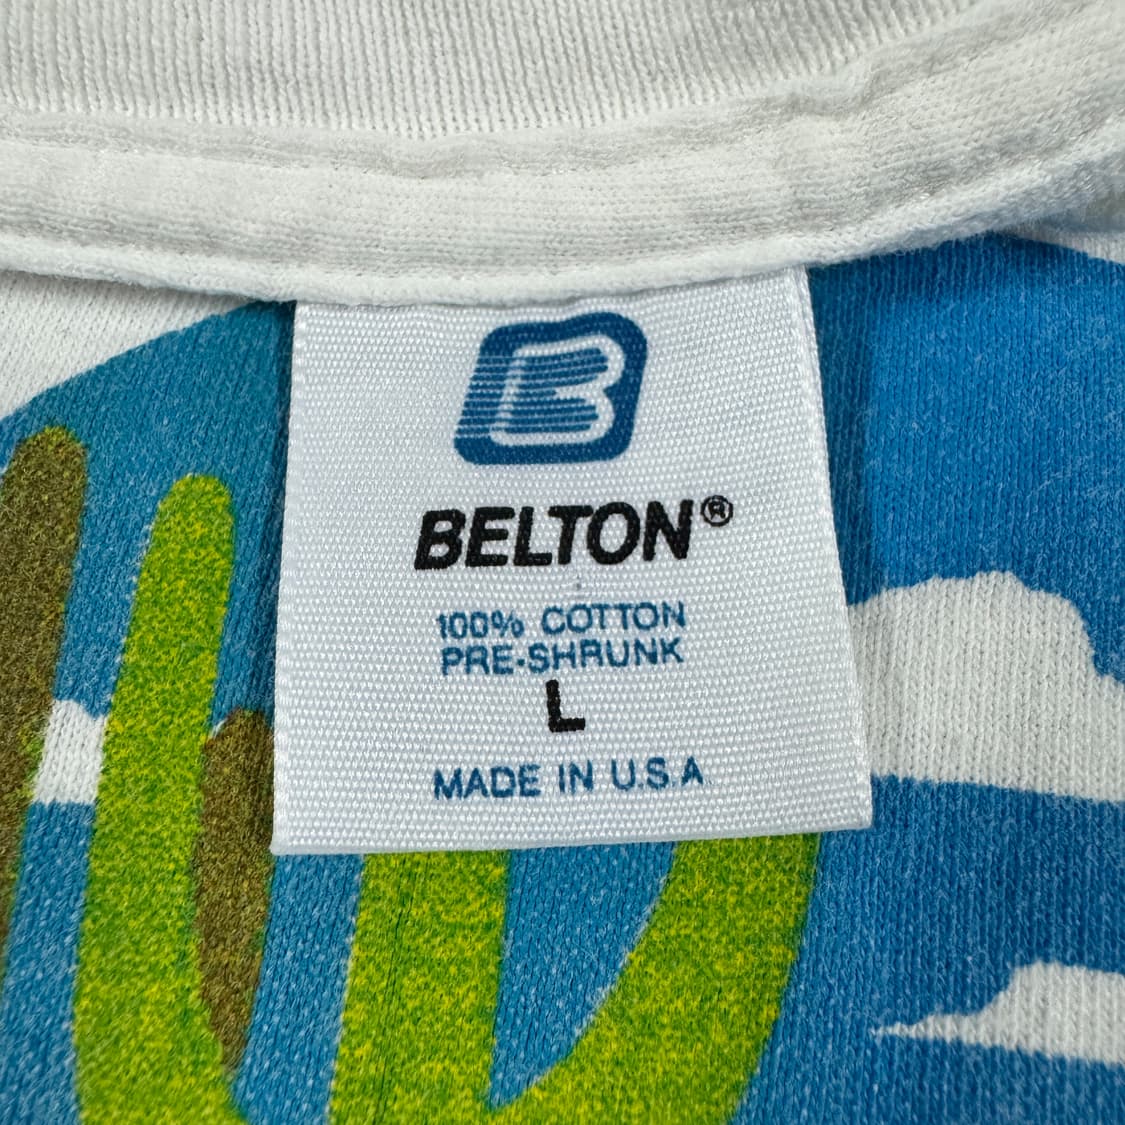 B
BELTON®
100% COTTON
PRE-SHRUNK
L
MADE IN U.S.A